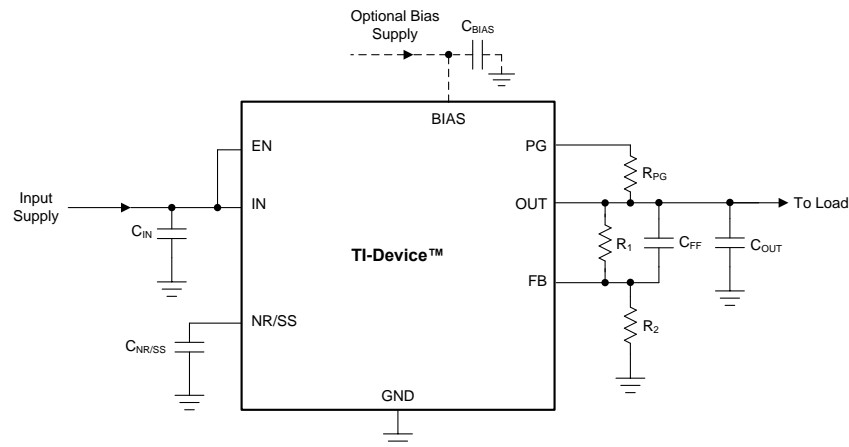 Optional Bias
Supply
C_BIAS
BIAS
EN
PG
R_PG
Input
Supply
IN
OUT
To Load
C_IN
TI-Device™
R_1
C_FF
C_OUT
FB
NR/SS
R_2
C_NR/SS
GND